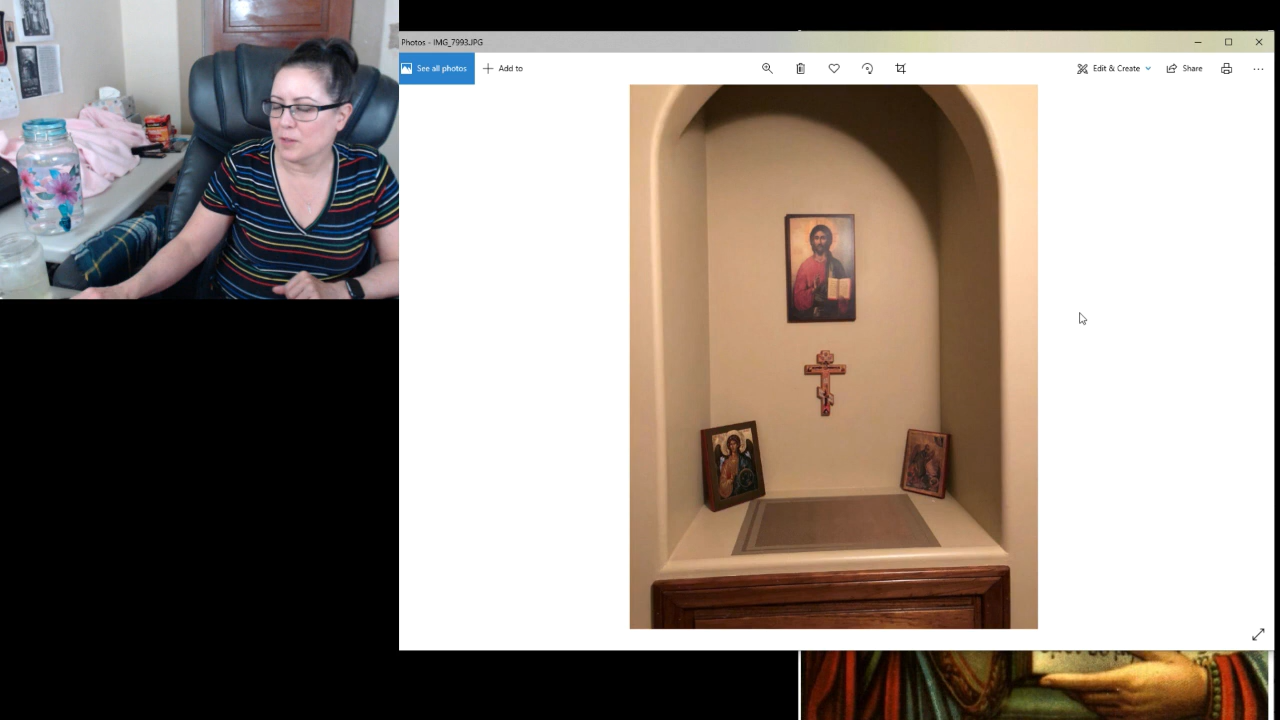 Photos - IMG_7993.JPG
See all photos
Add to
Edit & Create
Share